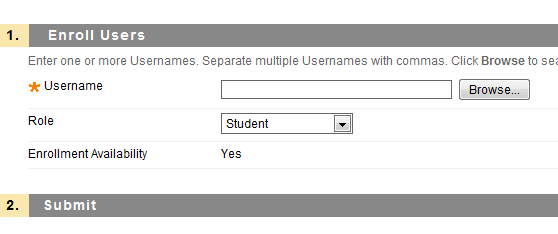 1. Enroll Users
Enter one or more Usernames. Separate multiple Usernames with commas. Click Browse to
Username Browse...
Role Student
Enrollment Availability Yes
2. Submit